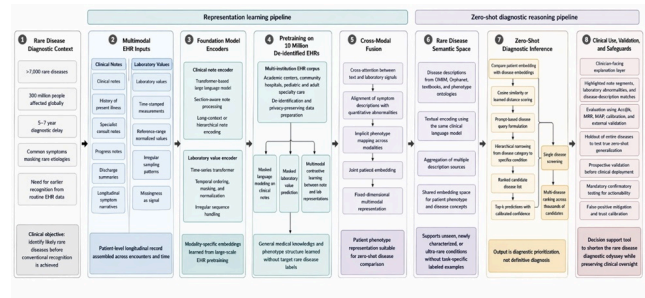 Representation learning pipeline
Zero-shot diagnostic reasoning pipeline
1 Rare Disease
Diagnostic Context
>7,000 rare diseases
300 million people
affected globally
5–7 year
diagnostic delay
Common symptoms
masking rare etiologies
Need for earlier
recognition from
routine EHR data
Clinical objective:
identify likely rare
diseases before
conventional recognition
is achieved
2 Multimodal
EHR Inputs
Clinical Notes
Clinical notes
History of
present illness
Specialist
consult notes
Progress notes
Discharge
summaries
Longitudinal
symptom
narratives
Laboratory Values
Laboratory values
Time-stamped
measurements
Reference-range
normalized values
Irregular
sampling
patterns
Missingness
as signal
Patient-level longitudinal record
assembled across encounters and time
3 Foundation Model
Encoders
Clinical note encoder
Transformer-based
large language model
Section-aware note
processing
Long-context or
hierarchical note
encoding
Laboratory value encoder
Time-series transformer
Temporal ordering,
masking, and
normalization
Irregular sequence
handling
Modality-specific embeddings
learned from large-scale
EHR pretraining
4 Pretraining on
10 Million
De-identified EHRs
Multi-institution EHR corpus
Academic centers, community
hospitals, pediatric and adult
specialty care
De-identification and
privacy-preserving data
preparation
Masked
language
modeling on
clinical
notes
Masked
laboratory
value
prediction
Multimodal
contrastive learning
between note
and lab
representations
General medical knowledge and
phenotype structure learned
without target rare disease
labels
5 Cross-Modal
Fusion
Cross-attention between
text and laboratory signals
Alignment of symptom
descriptions with
quantitative abnormalities
Implicit phenotype
mapping across
modalities
Joint patient embedding
Fixed-dimensional
multimodal
representation
Patient phenotype
representation suitable
for zero-shot disease
comparison
6 Rare Disease
Semantic Space
Disease descriptions
from OMIM, Orphanet,
textbooks, and phenotype
ontologies
Textual encoding using
the same clinical
language model
Aggregation of multiple
description sources
Shared embedding space
for patient phenotype
and disease concepts
Supports unseen, newly
characterized, or
ultra-rare conditions
without task-specific
labeled examples
7 Zero-Shot
Diagnostic Inference
Compare patient embedding
with disease embeddings
Cosine similarity or
learned distance scoring
Prompt-based disease
query formulation
Hierarchical narrowing
from disease category to
specific condition
Ranked candidate
disease list
Top-k predictions with
calibrated confidence
Single disease
screening
Multi-disease
ranking across
thousands of
candidates
Output is diagnostic prioritization,
not definitive diagnosis
8 Clinical Use, Validation,
and Safeguards
Clinician-facing
explanation layer
Highlighted note segments,
laboratory abnormalities, and
disease-description matches
Evaluation using Acc@k,
MRR, MAP, calibration, and
external validation
Holdout of entire diseases
to test true zero-shot
generalization
Prospective validation
before clinical deployment
Mandatory confirmatory
testing for actionability
False-positive mitigation
and trust calibration
Decision support tool
to shorten the rare disease
diagnostic odyssey while
preserving clinical oversight